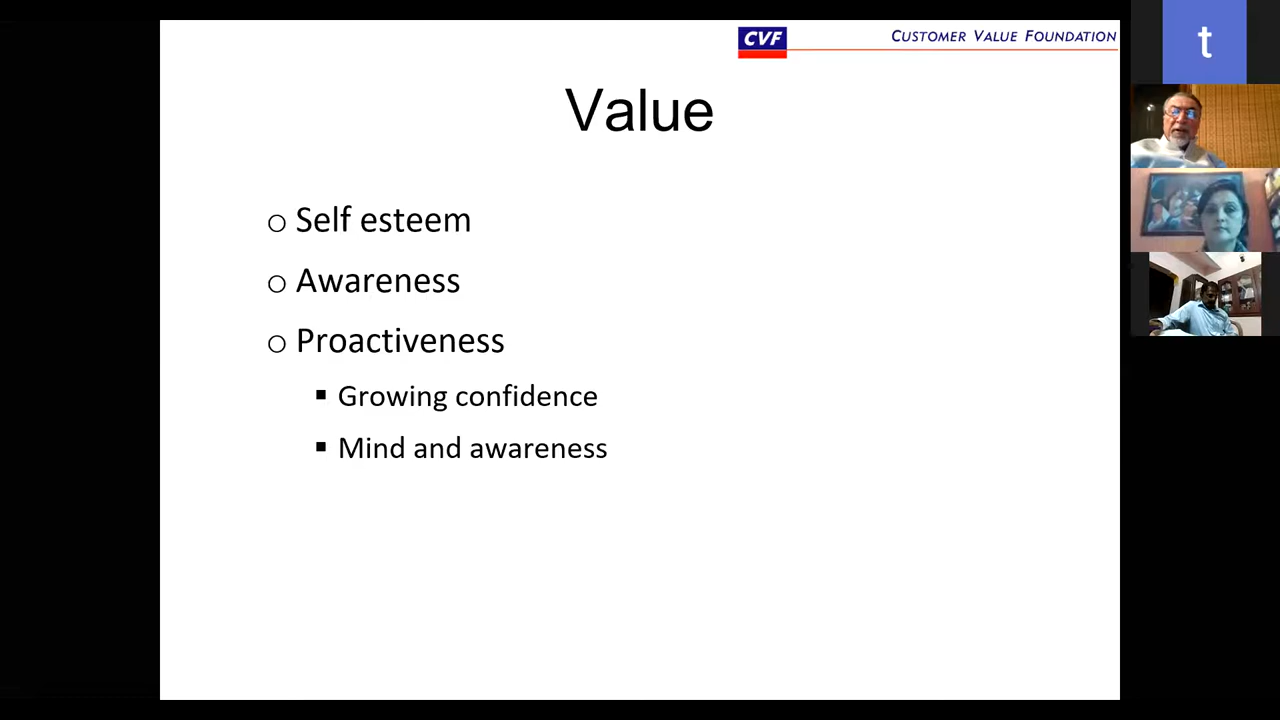 CVF
CUSTOMER VALUE FOUNDATION
t
Value
Self esteem
Awareness
Proactiveness
Growing confidence
Mind and awareness